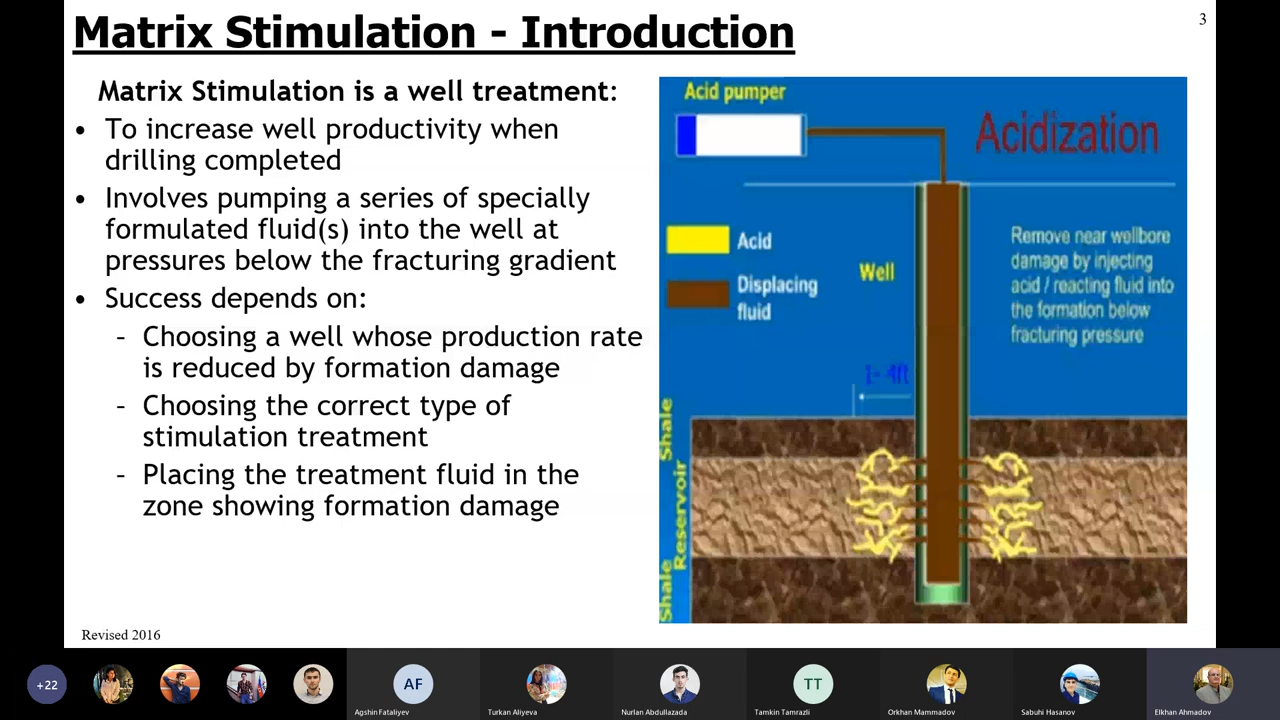 Matrix Stimulation - Introduction
3
Matrix Stimulation is a well treatment:
• To increase well productivity when
drilling completed
• Involves pumping a series of specially
formulated fluid(s) into the well at
pressures below the fracturing gradient
• Success depends on:
– Choosing a well whose production rate
is reduced by formation damage
– Choosing the correct type of
stimulation treatment
– Placing the treatment fluid in the
zone showing formation damage
Revised 2016
Acid pumper
Acidization
Acid
Displacing
fluid
Well
Remove near wellbore
damage by injecting
acid / reacting fluid into
the formation below
fracturing pressure
Shale
Reservoir
Shale
+22
AF
Agshin Fataliyev
Turkan Aliyeva
Nurlan Abdullazada
TT
Tamkin Tamrazli
Orkhan Mammadov
Sabuhi Hasanov
Elkhan Ahmadov